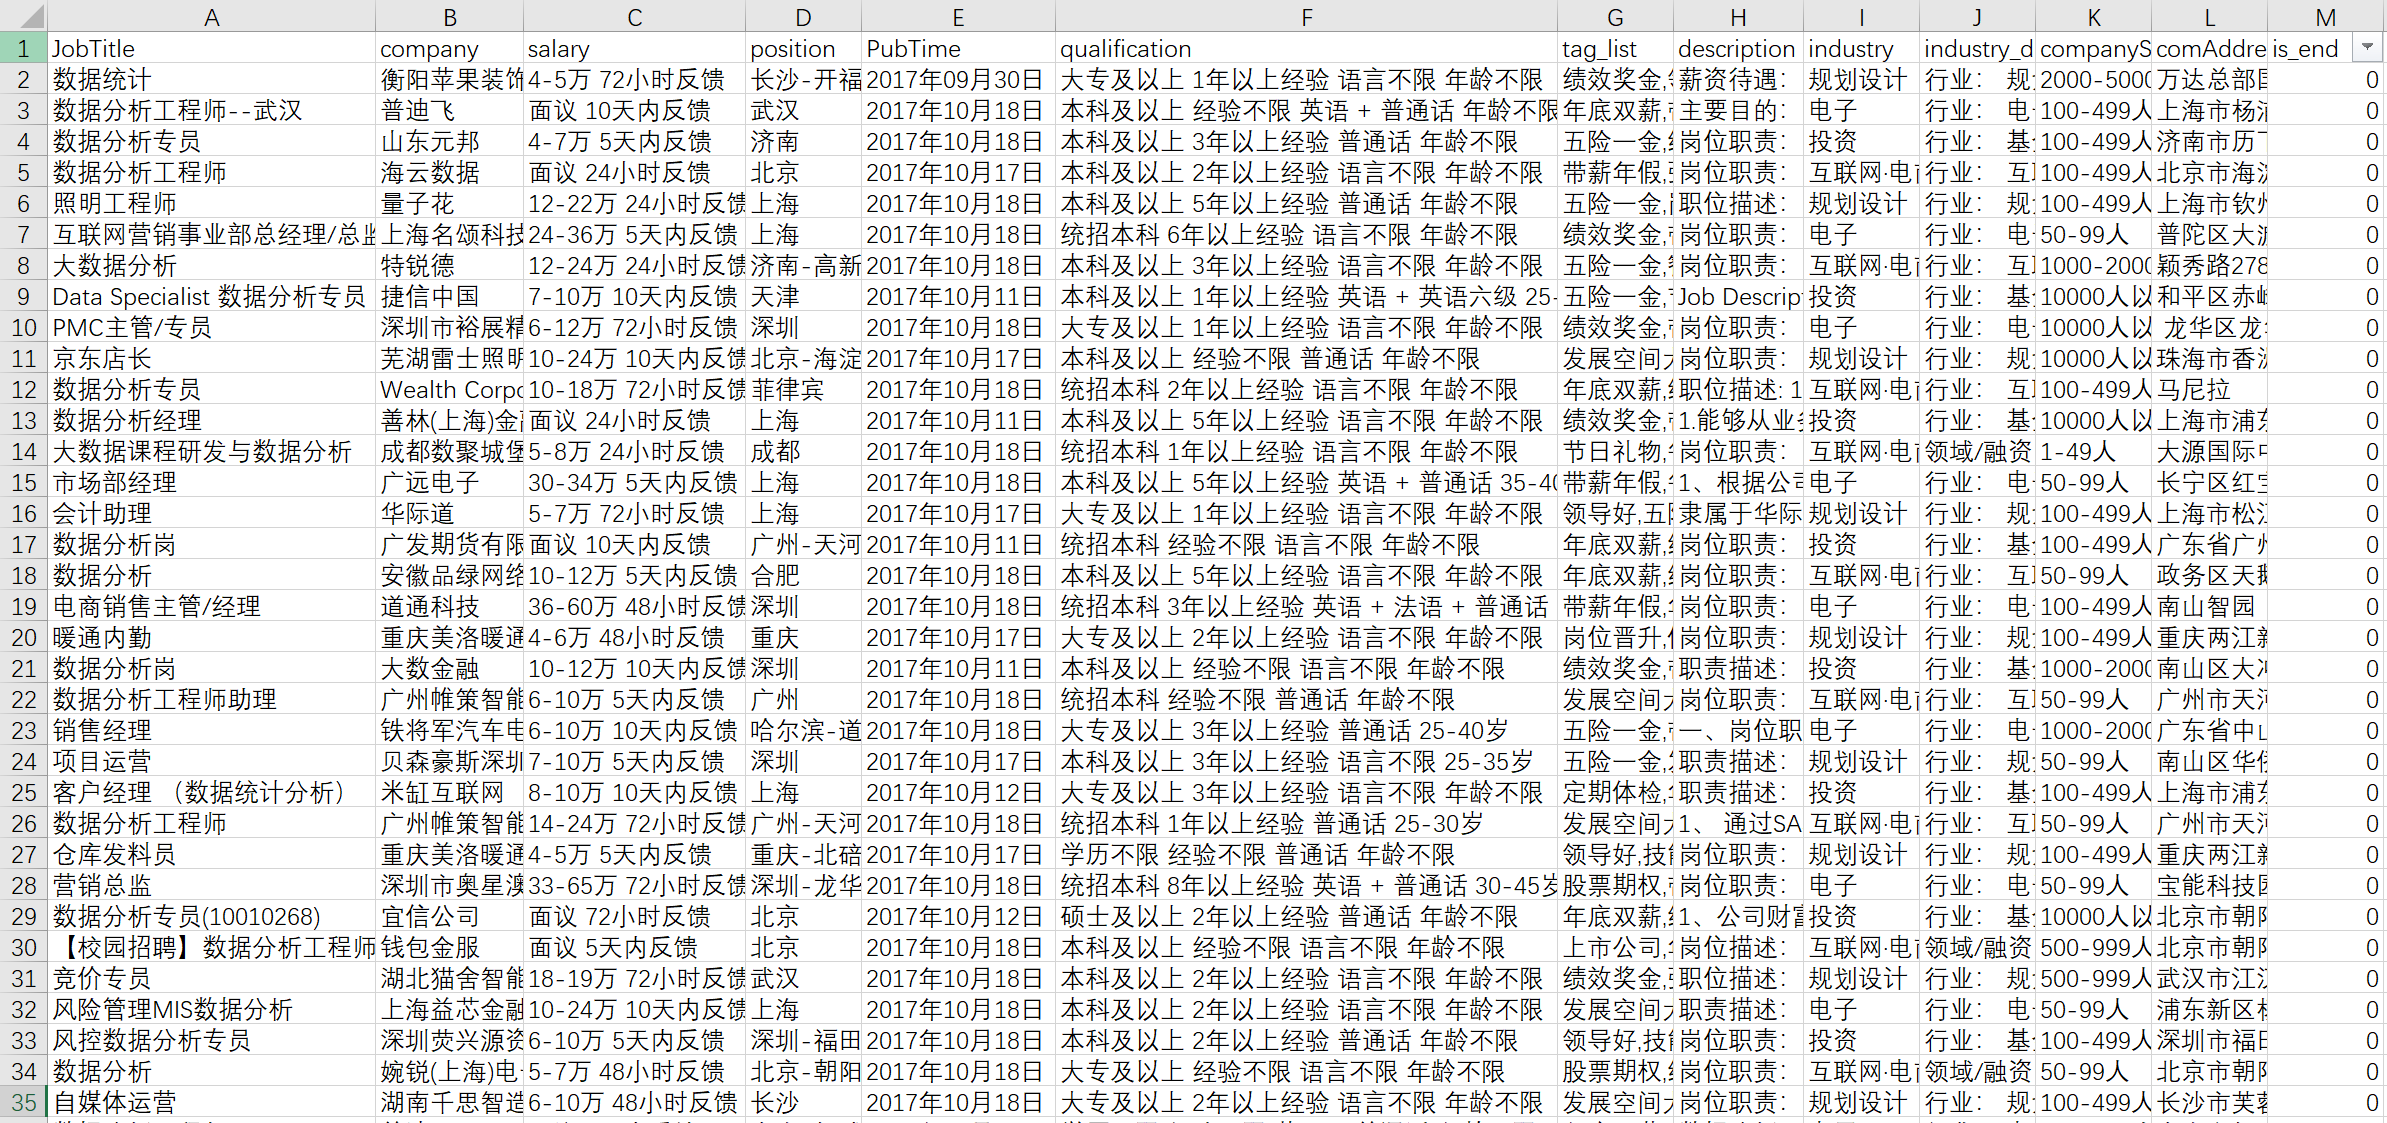 A B C D E F G H I J K L M
1 JobTitle company salary position PubTime qualification tag_list description industry industry_d companyS comAddre is_end
2 数据统计 衡阳苹果装饰 4-5万 72小时反馈 长沙-开福 2017年09月30日 大专及以上 1年以上经验 语言不限 年龄不限 绩效奖金, 薪资待遇： 规划设计 行业： 规 2000-5000 万达总部国 0
3 数据分析工程师--武汉 普迪飞 面议 10天内反馈 武汉 2017年10月18日 本科及以上 经验不限 英语 + 普通话 年龄不限 年底双薪, 主要目的： 电子 行业： 电 100-499人 上海市杨浦 0
4 数据分析专员 山东元邦 4-7万 5天内反馈 济南 2017年10月18日 本科及以上 3年以上经验 普通话 年龄不限 五险一金, 岗位职责： 投资 行业： 基 100-499人 济南市历下 0
5 数据分析工程师 海云数据 面议 24小时反馈 北京 2017年10月17日 本科及以上 2年以上经验 语言不限 年龄不限 带薪年假, 岗位职责： 互联网·电商 行业： 互 100-499人 北京市海淀 0
6 照明工程师 量子花 12-22万 24小时反馈 上海 2017年10月18日 本科及以上 5年以上经验 普通话 年龄不限 五险一金, 职位描述： 规划设计 行业： 规 100-499人 上海市钦州 0
7 互联网营销事业部总经理/总监 上海名颂科技 24-36万 5天内反馈 上海 2017年10月18日 统招本科 6年以上经验 语言不限 年龄不限 绩效奖金, 岗位职责： 电子 行业： 电 50-99人 普陀区大渡 0
8 大数据分析 特锐德 12-24万 24小时反馈 济南-高新 2017年10月18日 本科及以上 3年以上经验 语言不限 年龄不限 五险一金, 岗位职责： 互联网·电商 行业： 互 1000-2000 颖秀路278 0
9 Data Specialist 数据分析专员 捷信中国 7-10万 10天内反馈 天津 2017年10月11日 本科及以上 1年以上经验 英语 + 英语六级 25- 五险一金, Job Descript 投资 行业： 基 10000人以 和平区赤峰 0
10 PMC主管/专员 深圳市裕展精 6-12万 72小时反馈 深圳 2017年10月18日 大专及以上 1年以上经验 语言不限 年龄不限 绩效奖金, 岗位职责： 电子 行业： 电 10000人以 龙华区龙 0
11 京东店长 芜湖雷士照明 10-24万 10天内反馈 北京-海淀 2017年10月17日 本科及以上 经验不限 普通话 年龄不限 发展空间大 岗位职责： 规划设计 行业： 规 10000人以 珠海市香洲 0
12 数据分析专员 Wealth Corpo 10-18万 72小时反馈 菲律宾 2017年10月18日 统招本科 2年以上经验 语言不限 年龄不限 年底双薪, 职位描述: 1 互联网·电商 行业： 互 100-499人 马尼拉 0
13 数据分析经理 善林(上海)金融 面议 24小时反馈 上海 2017年10月11日 本科及以上 5年以上经验 语言不限 年龄不限 绩效奖金, 1.能够从业务 投资 行业： 基 10000人以 上海市浦东 0
14 大数据课程研发与数据分析 成都数聚城堡 5-8万 24小时反馈 成都 2017年10月18日 统招本科 1年以上经验 语言不限 年龄不限 节日礼物, 岗位职责： 互联网·电商 领域/融资 1-49人 大源国际中 0
15 市场部经理 广远电子 30-34万 5天内反馈 上海 2017年10月18日 本科及以上 5年以上经验 英语 + 普通话 35-40 带薪年假, 1、根据公司 电子 行业： 电 50-99人 长宁区红宝 0
16 会计助理 华际道 5-7万 72小时反馈 上海 2017年10月17日 大专及以上 1年以上经验 语言不限 年龄不限 领导好,五险 隶属于华际 规划设计 行业： 规 100-499人 上海市松江 0
17 数据分析岗 广发期货有限 面议 10天内反馈 广州-天河 2017年10月11日 统招本科 经验不限 语言不限 年龄不限 年底双薪, 岗位职责： 投资 行业： 基 100-499人 广东省广州 0
18 数据分析 安徽品绿网络 10-12万 5天内反馈 合肥 2017年10月18日 本科及以上 5年以上经验 语言不限 年龄不限 年底双薪, 岗位职责： 互联网·电商 行业： 互 50-99人 政务区天鹅 0
19 电商销售主管/经理 道通科技 36-60万 48小时反馈 深圳 2017年10月18日 统招本科 3年以上经验 英语 + 法语 + 普通话 带薪年假, 岗位职责： 电子 行业： 电 100-499人 南山智园 0
20 暖通内勤 重庆美洛暖通 4-6万 48小时反馈 重庆 2017年10月17日 大专及以上 2年以上经验 语言不限 年龄不限 岗位晋升, 岗位职责： 规划设计 行业： 规 100-499人 重庆两江新 0
21 数据分析岗 大数金融 10-12万 10天内反馈 深圳 2017年10月11日 本科及以上 经验不限 语言不限 年龄不限 绩效奖金, 职责描述： 投资 行业： 基 1000-2000 南山区大冲 0
22 数据分析工程师助理 广州帷策智能 6-10万 5天内反馈 广州 2017年10月18日 统招本科 经验不限 普通话 年龄不限 发展空间大 岗位职责： 互联网·电商 行业： 互 50-99人 广州市天河 0
23 销售经理 铁将军汽车电 6-10万 10天内反馈 哈尔滨-道 2017年10月18日 大专及以上 3年以上经验 普通话 25-40岁 五险一金, 一、岗位职 电子 行业： 电 1000-2000 广东省中山 0
24 项目运营 贝森豪斯深圳 7-10万 5天内反馈 深圳 2017年10月17日 本科及以上 3年以上经验 语言不限 25-35岁 五险一金, 职责描述： 规划设计 行业： 规 50-99人 南山区华侨 0
25 客户经理 （数据统计分析） 米缸互联网 8-10万 10天内反馈 上海 2017年10月12日 大专及以上 3年以上经验 语言不限 年龄不限 定期体检, 职责描述： 投资 行业： 基 100-499人 上海市浦东 0
26 数据分析工程师 广州帷策智能 14-24万 72小时反馈 广州-天河 2017年10月18日 统招本科 1年以上经验 普通话 25-30岁 发展空间大 1、 通过SA 互联网·电商 行业： 互 50-99人 广州市天河 0
27 仓库发料员 重庆美洛暖通 4-5万 5天内反馈 重庆-北碚 2017年10月17日 学历不限 经验不限 普通话 年龄不限 领导好,技能 岗位职责： 规划设计 行业： 规 100-499人 重庆两江新 0
28 营销总监 深圳市奥星澳 33-65万 72小时反馈 深圳-龙华 2017年10月18日 统招本科 8年以上经验 英语 + 普通话 30-45岁 股票期权, 岗位职责： 电子 行业： 电 50-99人 宝能科技园 0
29 数据分析专员(10010268) 宜信公司 面议 72小时反馈 北京 2017年10月12日 硕士及以上 2年以上经验 普通话 年龄不限 年底双薪, 1、公司财富 投资 行业： 基 10000人以 北京市朝阳 0
30 【校园招聘】数据分析工程师 钱包金服 面议 5天内反馈 北京 2017年10月18日 本科及以上 经验不限 语言不限 年龄不限 上市公司, 岗位描述： 互联网·电商 领域/融资 500-999人 北京市朝阳 0
31 竞价专员 湖北猫舍智能 18-19万 72小时反馈 武汉 2017年10月18日 本科及以上 2年以上经验 语言不限 年龄不限 绩效奖金, 职位描述： 规划设计 行业： 规 500-999人 武汉市江汉 0
32 风险管理MIS数据分析 上海益芯金融 10-24万 10天内反馈 上海 2017年10月18日 本科及以上 2年以上经验 语言不限 年龄不限 发展空间大 职责描述： 电子 行业： 电 50-99人 浦东新区 0
33 风控数据分析专员 深圳荧兴源资 6-10万 5天内反馈 深圳-福田 2017年10月18日 本科及以上 2年以上经验 普通话 年龄不限 领导好,技能 岗位职责： 投资 行业： 基 100-499人 深圳市福田 0
34 数据分析 婉锐(上海)电 5-7万 48小时反馈 北京-朝阳 2017年10月18日 大专及以上 经验不限 语言不限 年龄不限 股票期权, 岗位职责： 互联网·电商 领域/融资 50-99人 北京市朝阳 0
35 自媒体运营 湖南千思智造 6-10万 48小时反馈 长沙 2017年10月18日 大专及以上 2年以上经验 语言不限 年龄不限 发展空间大 岗位职责： 规划设计 行业： 规 100-499人 长沙市芙蓉 0